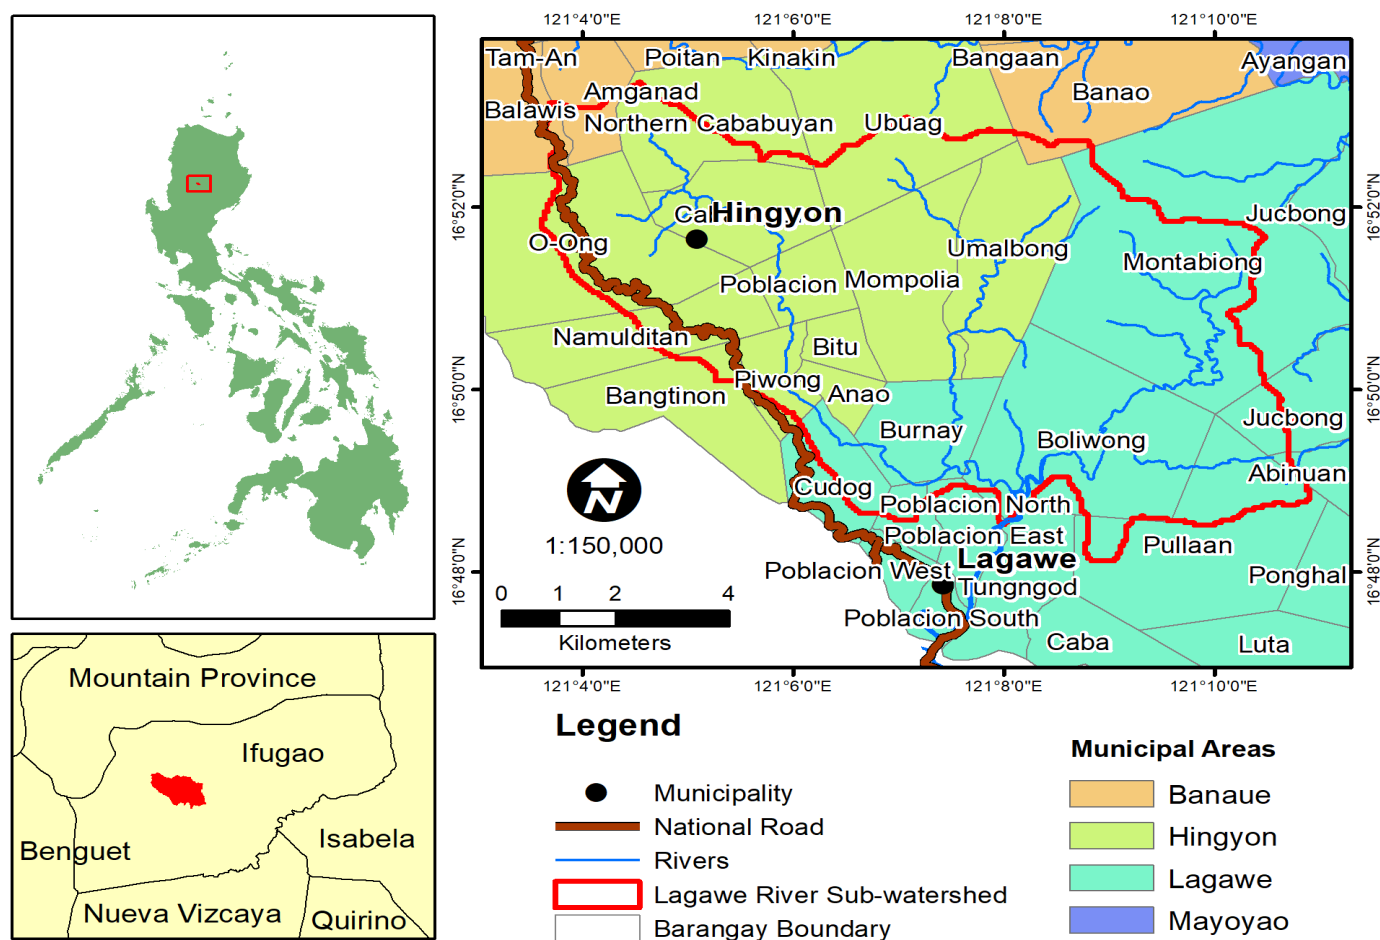 121°4'0"E 121°6'0"E 121°8'0"E 121°10'0"E
Tam-An Poitan Kinakin Bangaan Ayangan
Amganad Banao
Balawis
Northern Cababuyan Ubuag
16°52'0"N 16°52'0"N
Hingyon Jucbong
O-Ong Umalbong Montabiong
Poblacion Mompolia
Namulditan Bitu
16°50'0"N 16°50'0"N
Piwong
Bangtinon Anao
Jucbong
Burnay Boliwong
Abinuan
Cudog
Poblacion North
N
1:150,000 Poblacion East Pullaan
Lagawe
16°48'0"N 16°48'0"N
Poblacion West Ponghal
Tungngod
0 1 2 4
Poblacion South
Kilometers Caba Luta
121°4'0"E 121°6'0"E 121°8'0"E 121°10'0"E
Mountain Province
Ifugao
Isabela
Benguet
Nueva Vizcaya
Quirino
Legend
Municipality
National Road
Rivers
Lagawe River Sub-watershed
Barangay Boundary
Municipal Areas
Banaue
Hingyon
Lagawe
Mayoyao